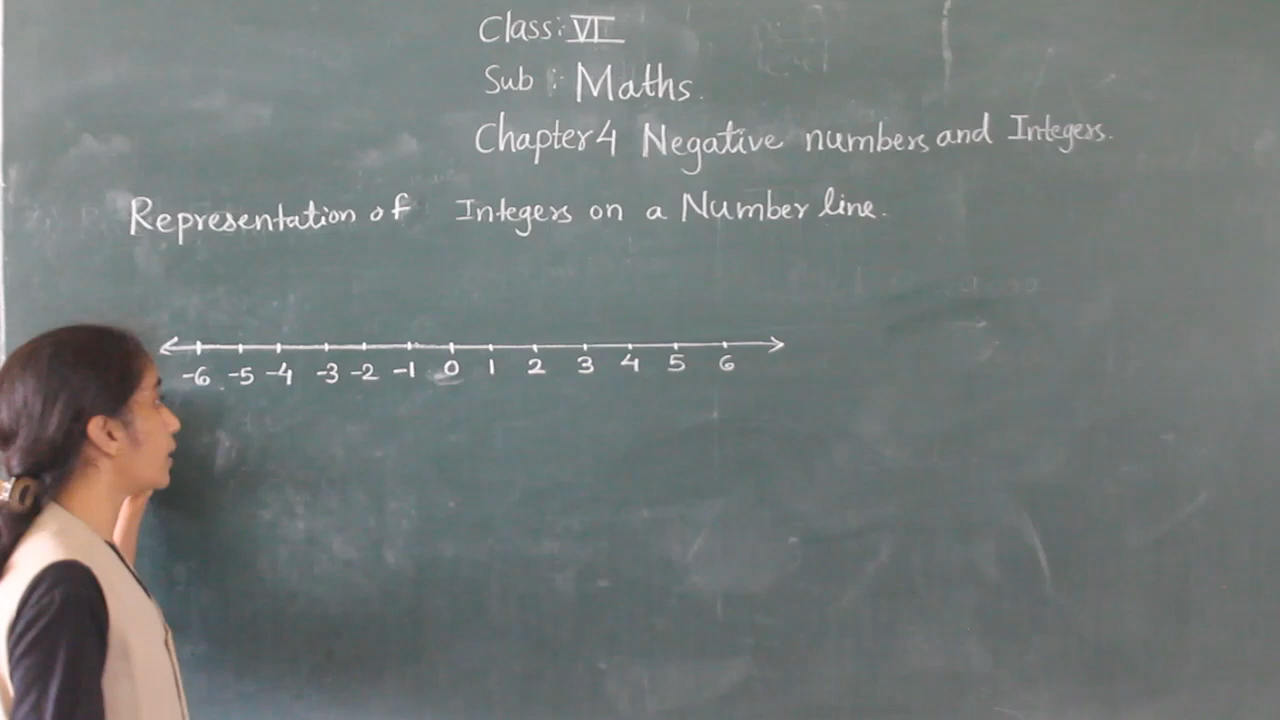 Class: VI
Sub : Maths.
Chapter 4 Negative numbers and Integers.
Representation of Integers on a Number line.
-6 -5 -4 -3 -2 -1 0 1 2 3 4 5 6